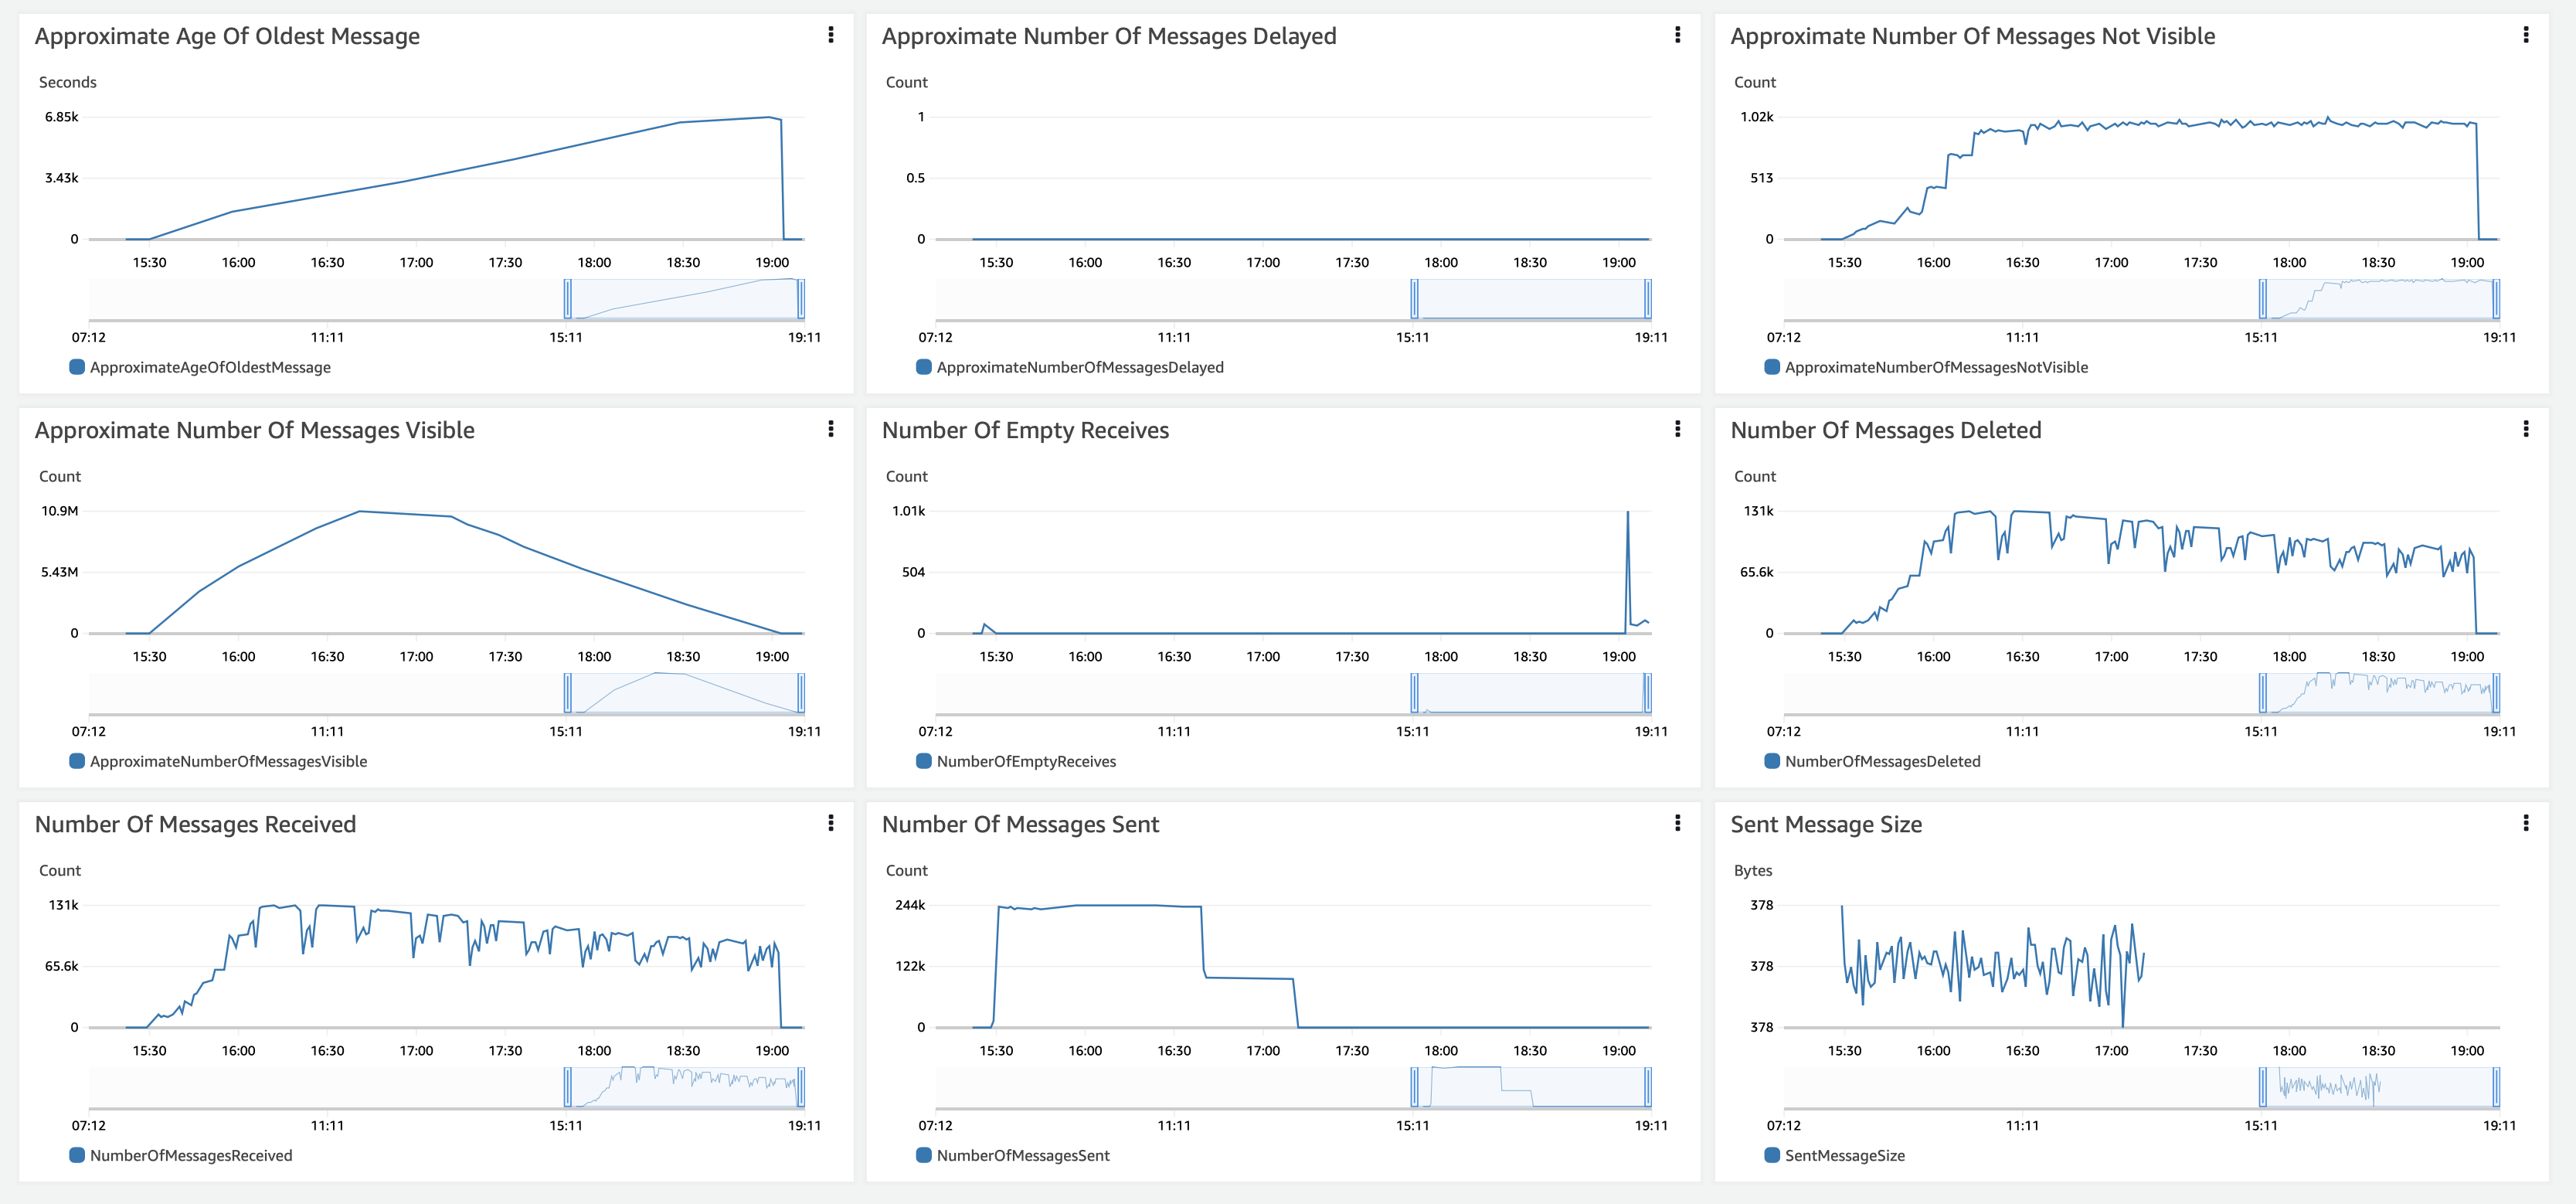 Approximate Age Of Oldest Message
Seconds
6.85k
3.43k
0
15:30 16:00 16:30 17:00 17:30 18:00 18:30 19:00
07:12 11:11 15:11 19:11
ApproximateAgeOfOldestMessage
Approximate Number Of Messages Delayed
Count
1
0.5
0
15:30 16:00 16:30 17:00 17:30 18:00 18:30 19:00
07:12 11:11 15:11 19:11
ApproximateNumberOfMessagesDelayed
Approximate Number Of Messages Not Visible
Count
1.02k
513
0
15:30 16:00 16:30 17:00 17:30 18:00 18:30 19:00
07:12 11:11 15:11 19:11
ApproximateNumberOfMessagesNotVisible
Approximate Number Of Messages Visible
Count
10.9M
5.43M
0
15:30 16:00 16:30 17:00 17:30 18:00 18:30 19:00
07:12 11:11 15:11 19:11
ApproximateNumberOfMessagesVisible
Number Of Empty Receives
Count
1.01k
504
0
15:30 16:00 16:30 17:00 17:30 18:00 18:30 19:00
07:12 11:11 15:11 19:11
NumberOfEmptyReceives
Number Of Messages Deleted
Count
131k
65.6k
0
15:30 16:00 16:30 17:00 17:30 18:00 18:30 19:00
07:12 11:11 15:11 19:11
NumberOfMessagesDeleted
Number Of Messages Received
Count
131k
65.6k
0
15:30 16:00 16:30 17:00 17:30 18:00 18:30 19:00
07:12 11:11 15:11 19:11
NumberOfMessagesReceived
Number Of Messages Sent
Count
244k
122k
0
15:30 16:00 16:30 17:00 17:30 18:00 18:30 19:00
07:12 11:11 15:11 19:11
NumberOfMessagesSent
Sent Message Size
Bytes
378
378
378
15:30 16:00 16:30 17:00 17:30 18:00 18:30 19:00
07:12 11:11 15:11 19:11
SentMessageSize